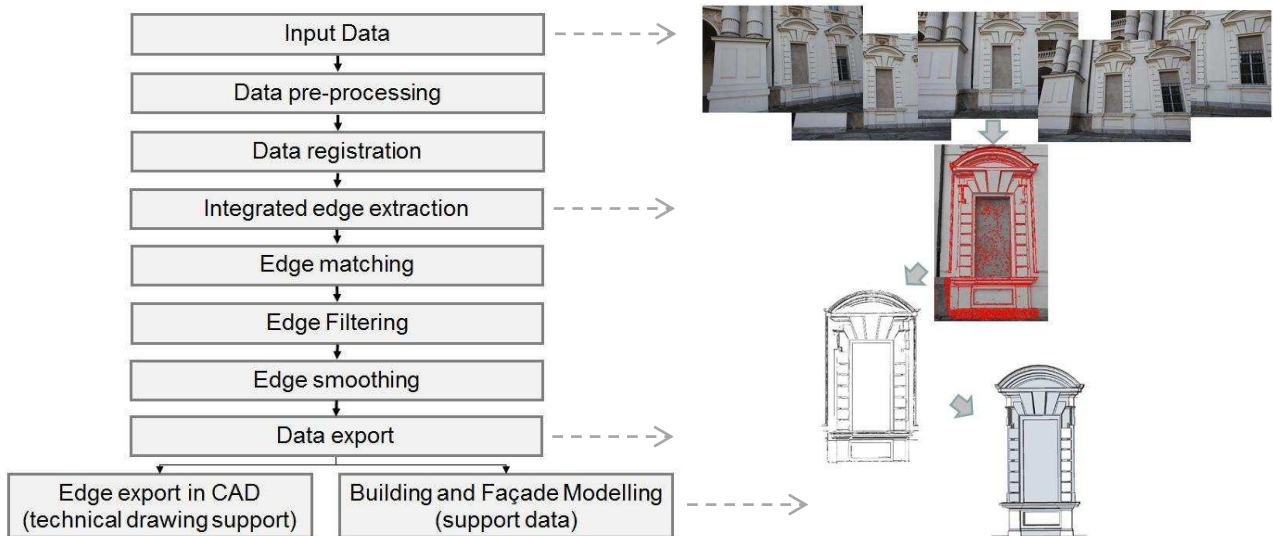 Input Data
Data pre-processing
Data registration
Integrated edge extraction
Edge matching
Edge Filtering
Edge smoothing
Data export
Edge export in CAD
(technical drawing support)
Building and Façade Modelling
(support data)